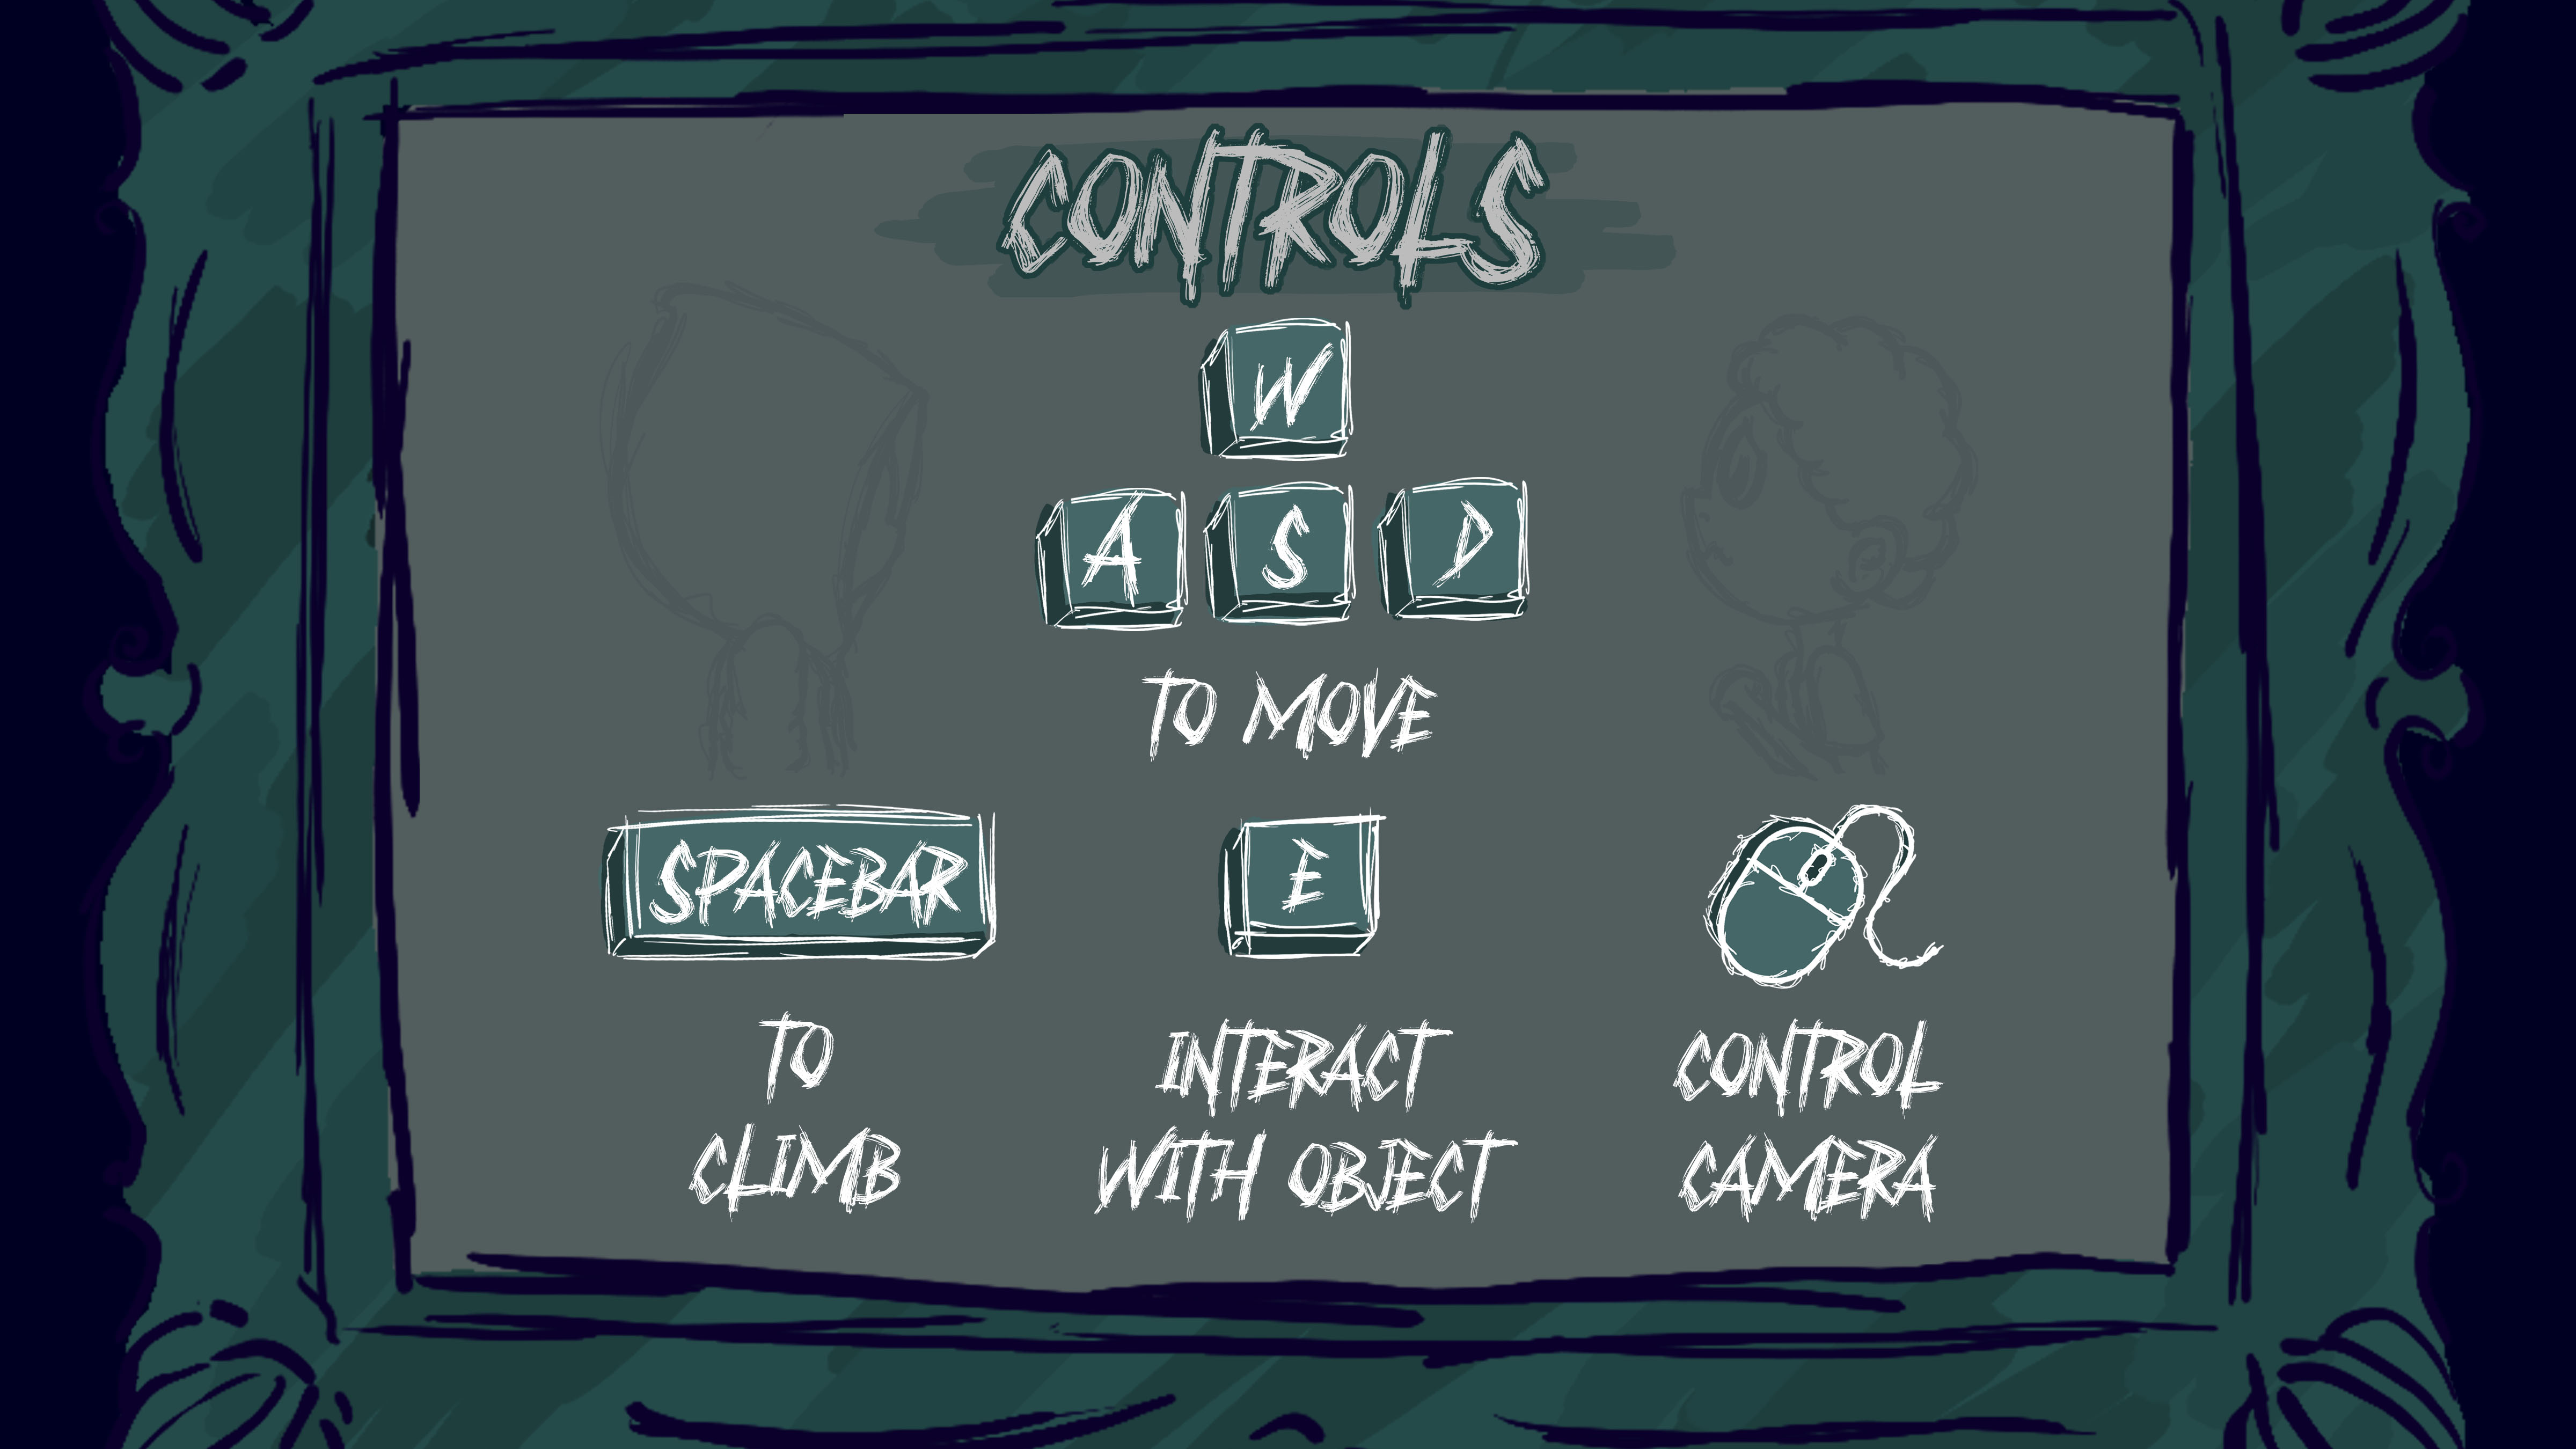 CONTROLS
W
A S D
TO MOVE
SPACEBAR
E
TO
CLIMB
INTERACT
WITH OBJECT
CONTROL
CAMERA